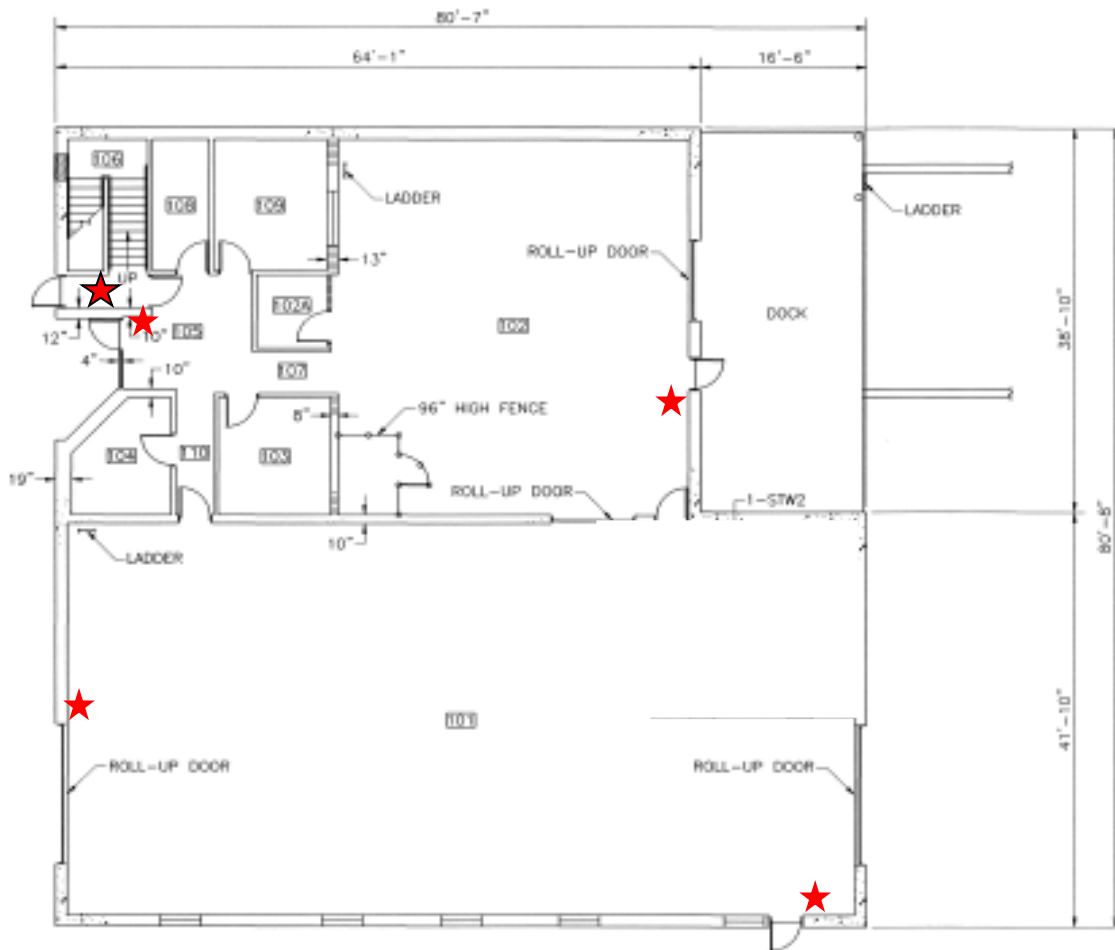 80'-7"
64'-1"
16'-6"
106
108
109
LADDER
LADDER
ROLL-UP DOOR
13"
UP
102A
102
DOCK
38'-10"
12"
10"
105
4"
107
10"
8"
96" HIGH FENCE
104
110
103
19"
ROLL-UP DOOR
1-STW2
10"
LADDER
80'-8"
101
41'-10"
ROLL-UP DOOR
ROLL-UP DOOR